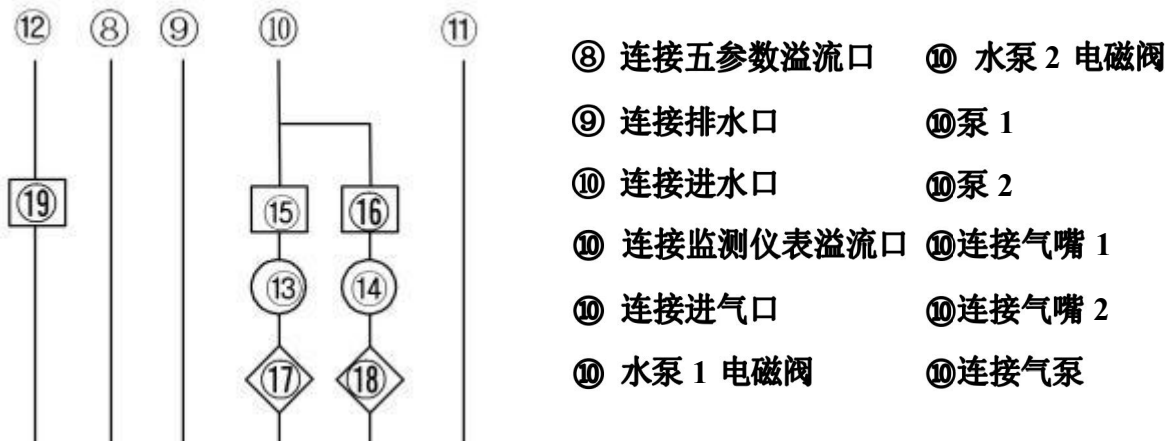 ⑫ ⑧ ⑨ ⑩ ⑪
⑲ ⑮ ⑯
⑬ ⑭
⑰ ⑱
⑧ 连接五参数溢流口 ⑩ 水泵 2 电磁阀
⑨ 连接排水口 ⑩泵 1
⑩ 连接进水口 ⑩泵 2
⑩ 连接监测仪表溢流口 ⑩连接气嘴 1
⑩ 连接进气口 ⑩连接气嘴 2
⑩ 水泵 1 电磁阀 ⑩连接气泵